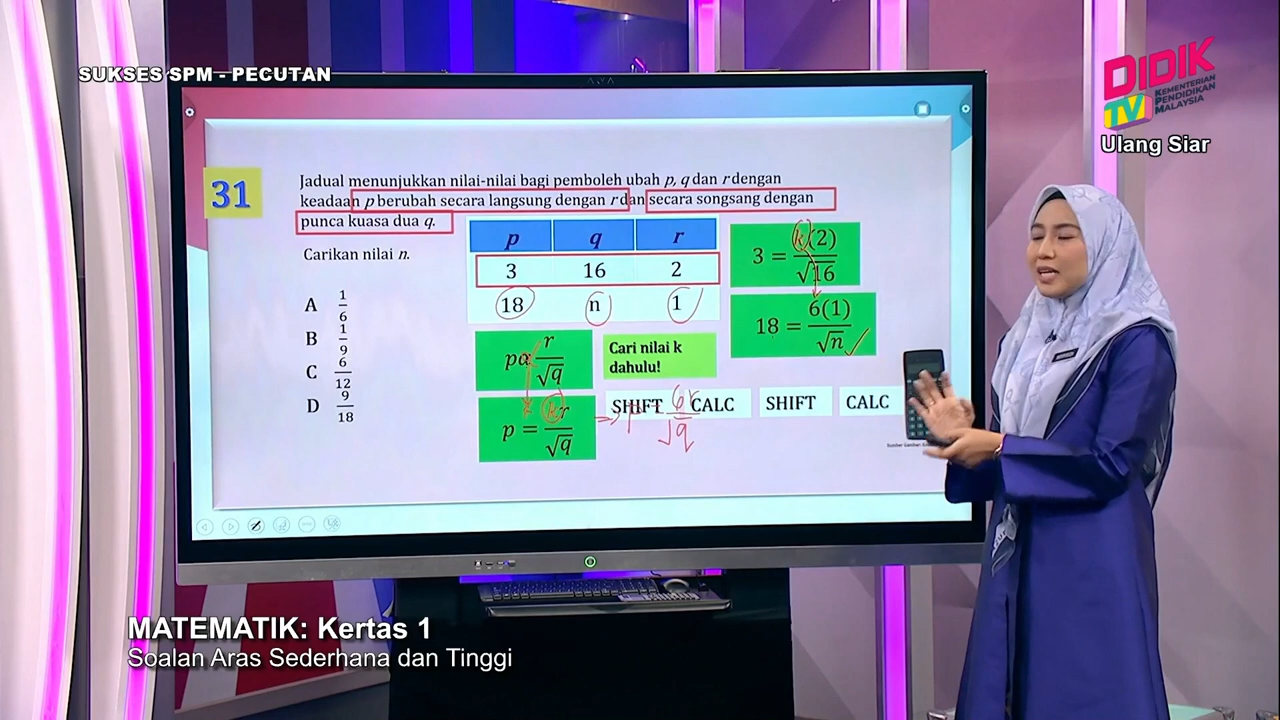 SUKSES SPM - PECUTAN
DIDIK
TV
KEMENTERIAN
PENDIDIKAN
MALAYSIA
Ulang Siar
31
Jadual menunjukkan nilai-nilai bagi pemboleh ubah p, q dan r dengan
keadaan p berubah secara langsung dengan r dan secara songsang dengan
punca kuasa dua q.
Carikan nilai n.
p q r
3 16 2
18 n 1
A 1/6
B 1/9
C 6/12
D 9/18
3 = k(2)/√16
18 = 6(1)/√n
p α r/√q
Cari nilai k
dahulu!
p = kr/√q
p = 6r/√q
SHIFT CALC SHIFT CALC
MATEMATIK: Kertas 1
Soalan Aras Sederhana dan Tinggi